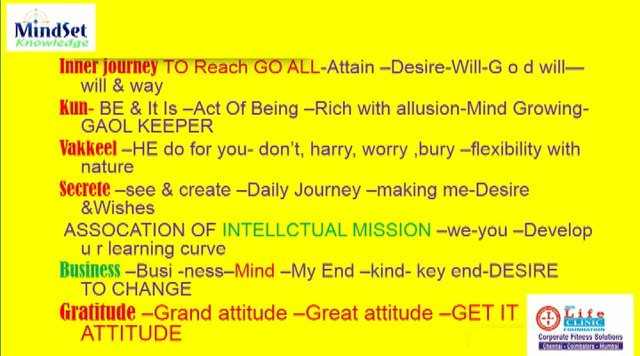 MindSet
Knowledge
Inner journey TO Reach GO ALL-Attain –Desire-Will-G o d will—
will & way
Kun- BE & It Is –Act Of Being –Rich with allusion-Mind Growing-
GAOL KEEPER
Vakkeel –HE do for you- don't, harry, worry ,bury –flexibility with
nature
Secrete –see & create –Daily Journey –making me-Desire
&Wishes
ASSOCATION OF INTELLCTUAL MISSION –we-you –Develop
u r learning curve
Business –Busi -ness–Mind –My End –kind- key end-DESIRE
TO CHANGE
Gratitude –Grand attitude –Great attitude –GET IT
ATTITUDE
Life
CLINIC
FOUNDATION
Corporate Fitness Solutions
Chennai - Coimbatore - Mumbai